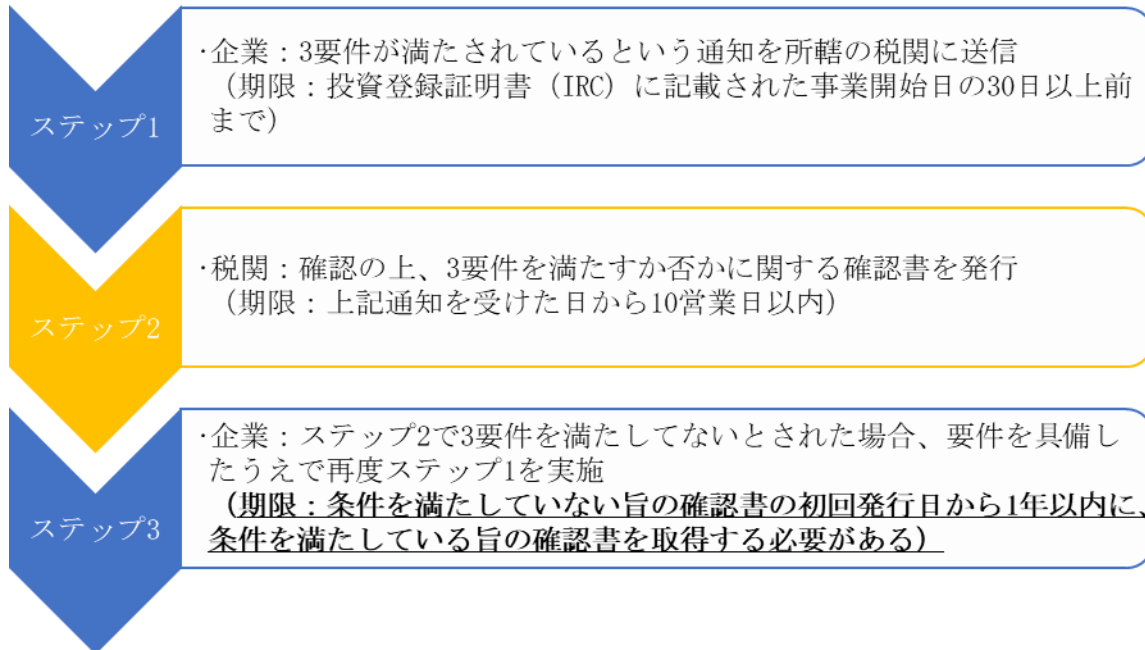 ステップ1
·企業：3要件が満たされているという通知を所轄の税関に送信
（期限：投資登録証明書（IRC）に記載された事業開始日の30日以上前
まで）
ステップ2
·税関：確認の上、3要件を満たすか否かに関する確認書を発行
（期限：上記通知を受けた日から10営業日以内）
ステップ3
·企業：ステップ2で3要件を満たしてないとされた場合、要件を具備し
たうえで再度ステップ1を実施
（期限：条件を満たしていない旨の確認書の初回発行日から1年以内に、
条件を満たしている旨の確認書を取得する必要がある）